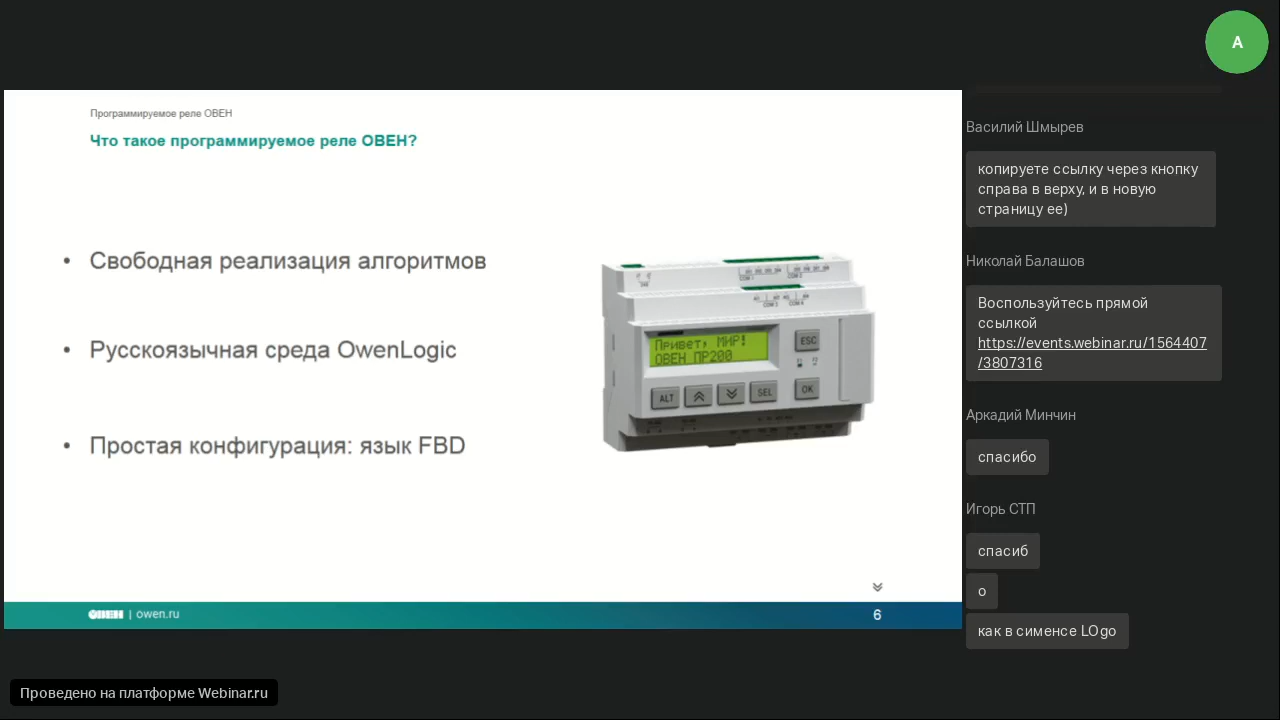 А
Программируемое реле ОВЕН
Что такое программируемое реле ОВЕН?
• Свободная реализация алгоритмов
• Русскоязычная среда OwenLogic
• Простая конфигурация: язык FBD
Привет, МИР!
ОВЕН ПР200
ESC
ALT
SEL
OK
ОВЕН | owen.ru
6
Василий Шмырев
копируете ссылку через кнопку
справа в верху, и в новую
страницу ее)
Николай Балашов
Воспользуйтесь прямой
ссылкой
https://events.webinar.ru/1564407
/3807316
Аркадий Минчин
спасибо
Игорь СТП
спасиб
о
как в сименсе LOgo
Проведено на платформе Webinar.ru